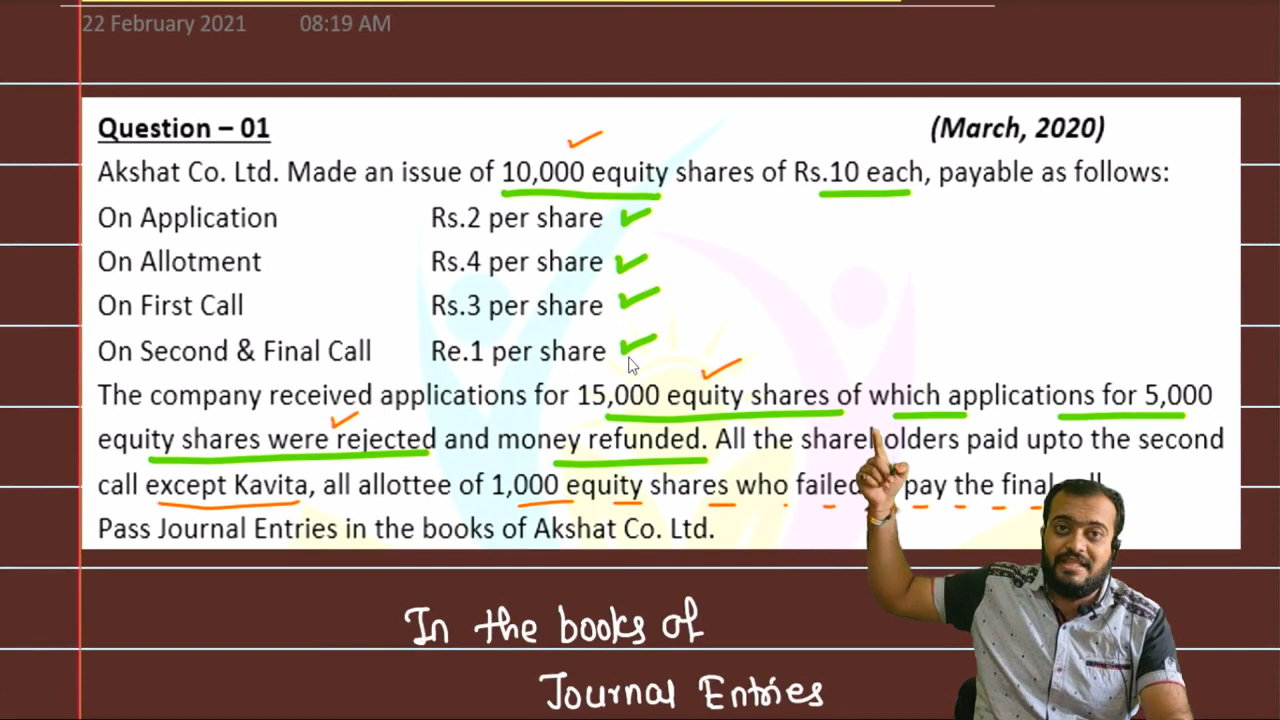 22 February 2021 08:19 AM
Question – 01 (March, 2020)
Akshat Co. Ltd. Made an issue of 10,000 equity shares of Rs.10 each, payable as follows:
On Application Rs.2 per share
On Allotment Rs.4 per share
On First Call Rs.3 per share
On Second & Final Call Re.1 per share
The company received applications for 15,000 equity shares of which applications for 5,000
equity shares were rejected and money refunded. All the shareholders paid upto the second
call except Kavita, all allottee of 1,000 equity shares who failed pay the final
Pass Journal Entries in the books of Akshat Co. Ltd.
In the books of
Journal Entries